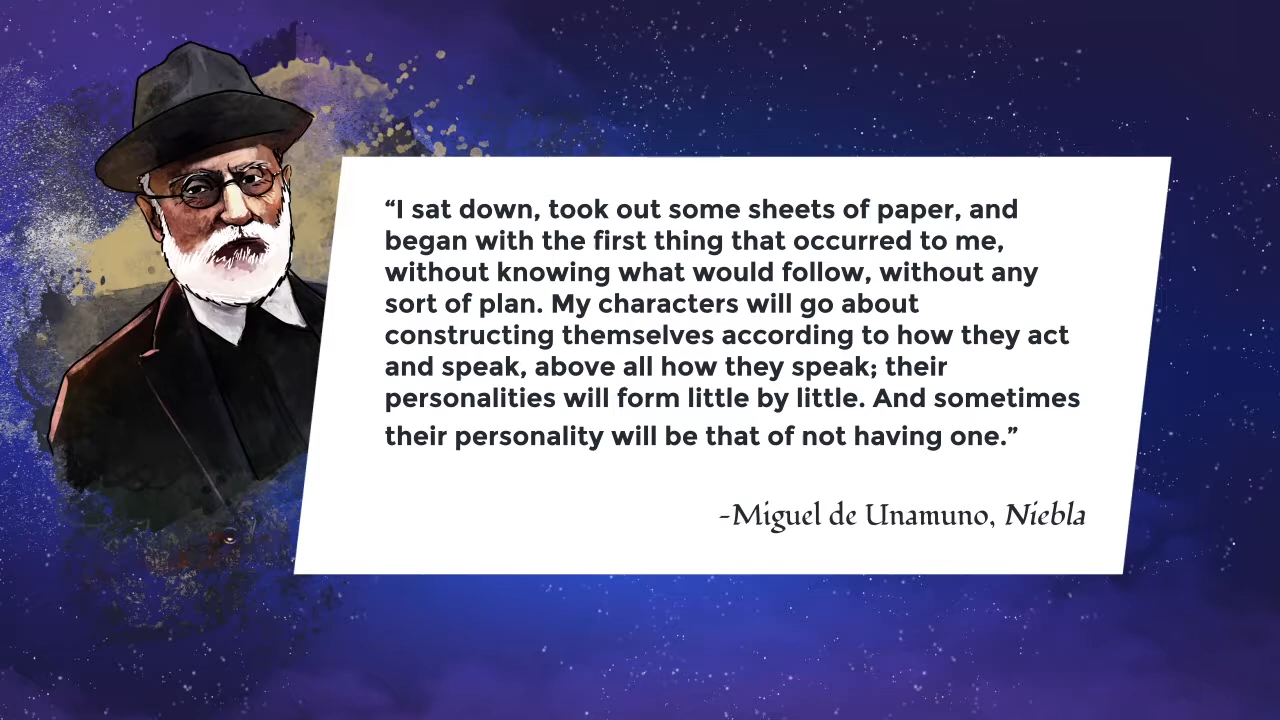 “I sat down, took out some sheets of paper, and
began with the first thing that occurred to me,
without knowing what would follow, without any
sort of plan. My characters will go about
constructing themselves according to how they act
and speak, above all how they speak; their
personalities will form little by little. And sometimes
their personality will be that of not having one.”
-Miguel de Unamuno, Niebla